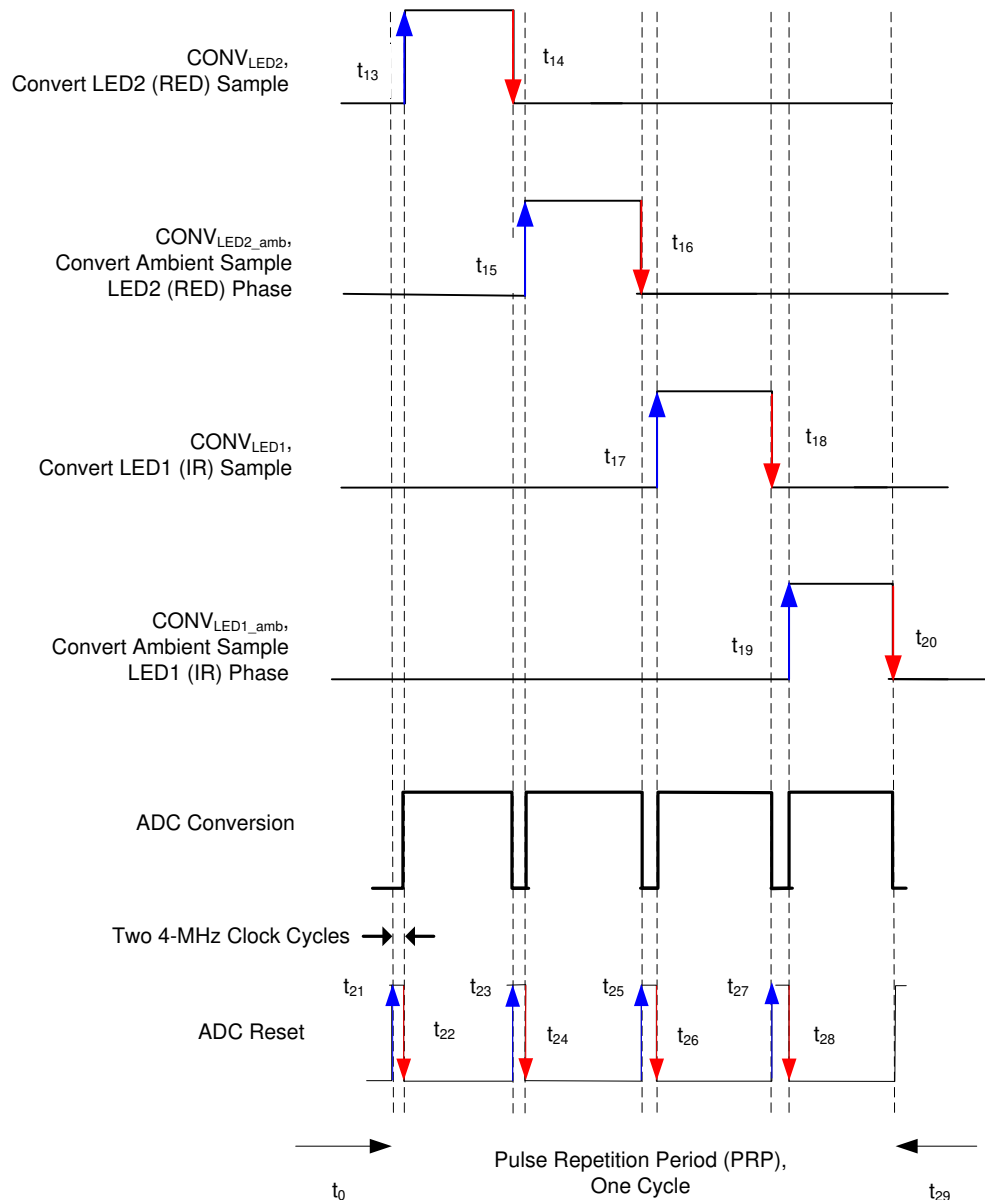 CONVLED2,
Convert LED2 (RED) Sample
t13
t14
CONVLED2_amb,
Convert Ambient Sample
LED2 (RED) Phase
t15
t16
CONVLED1,
Convert LED1 (IR) Sample
t17
t18
CONVLED1_amb,
Convert Ambient Sample
LED1 (IR) Phase
t19
t20
ADC Conversion
Two 4-MHz Clock Cycles
ADC Reset
t21
t22
t23
t24
t25
t26
t27
t28
t0
Pulse Repetition Period (PRP),
One Cycle
t29